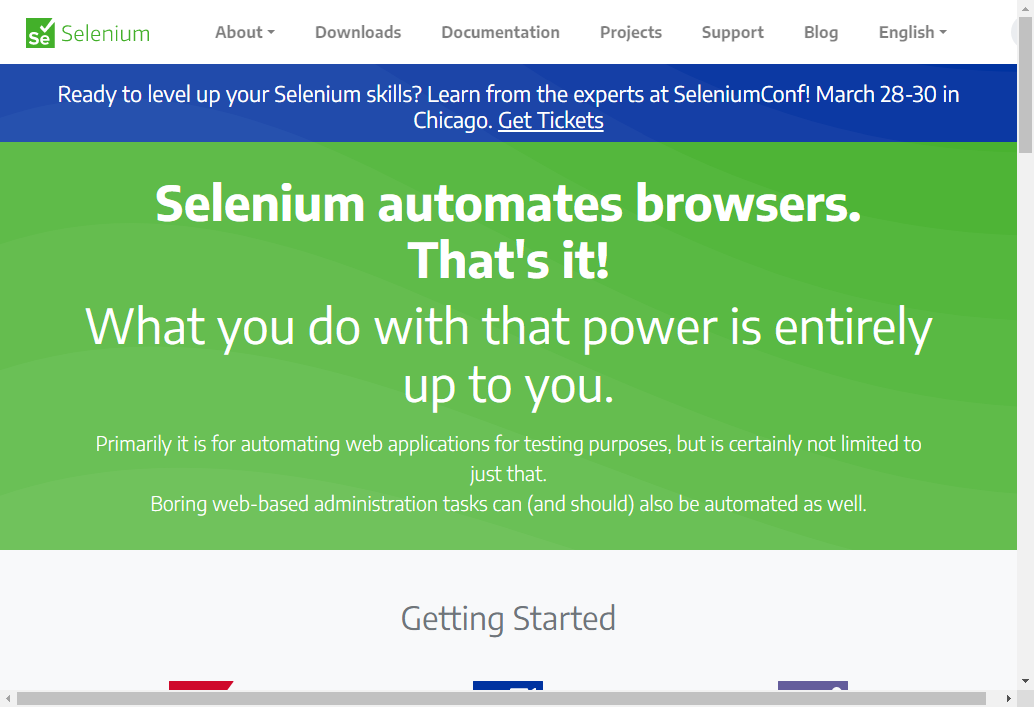 Se Selenium About Downloads Documentation Projects Support Blog English
Ready to level up your Selenium skills? Learn from the experts at SeleniumConf! March 28-30 in
Chicago. Get Tickets
Selenium automates browsers.
That's it!
What you do with that power is entirely
up to you.
Primarily it is for automating web applications for testing purposes, but is certainly not limited to
just that.
Boring web-based administration tasks can (and should) also be automated as well.
Getting Started